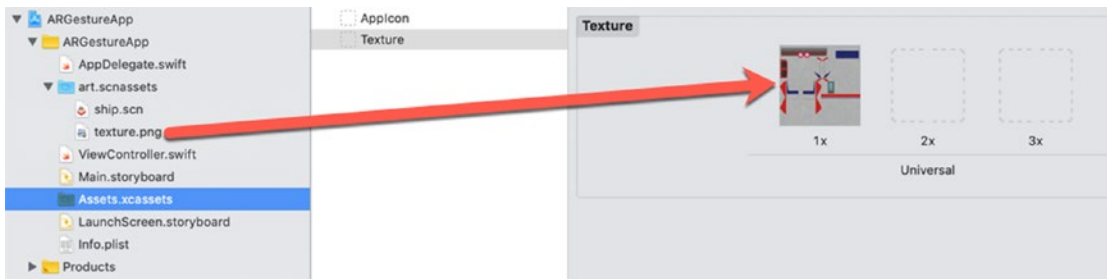 ARGestureApp
ARGestureApp
AppDelegate.swift
art.scnassets
ship.scn
texture.png
ViewController.swift
Main.storyboard
Assets.xcassets
LaunchScreen.storyboard
Info.plist
Products
AppIcon
Texture
Texture
1x 2x 3x
Universal